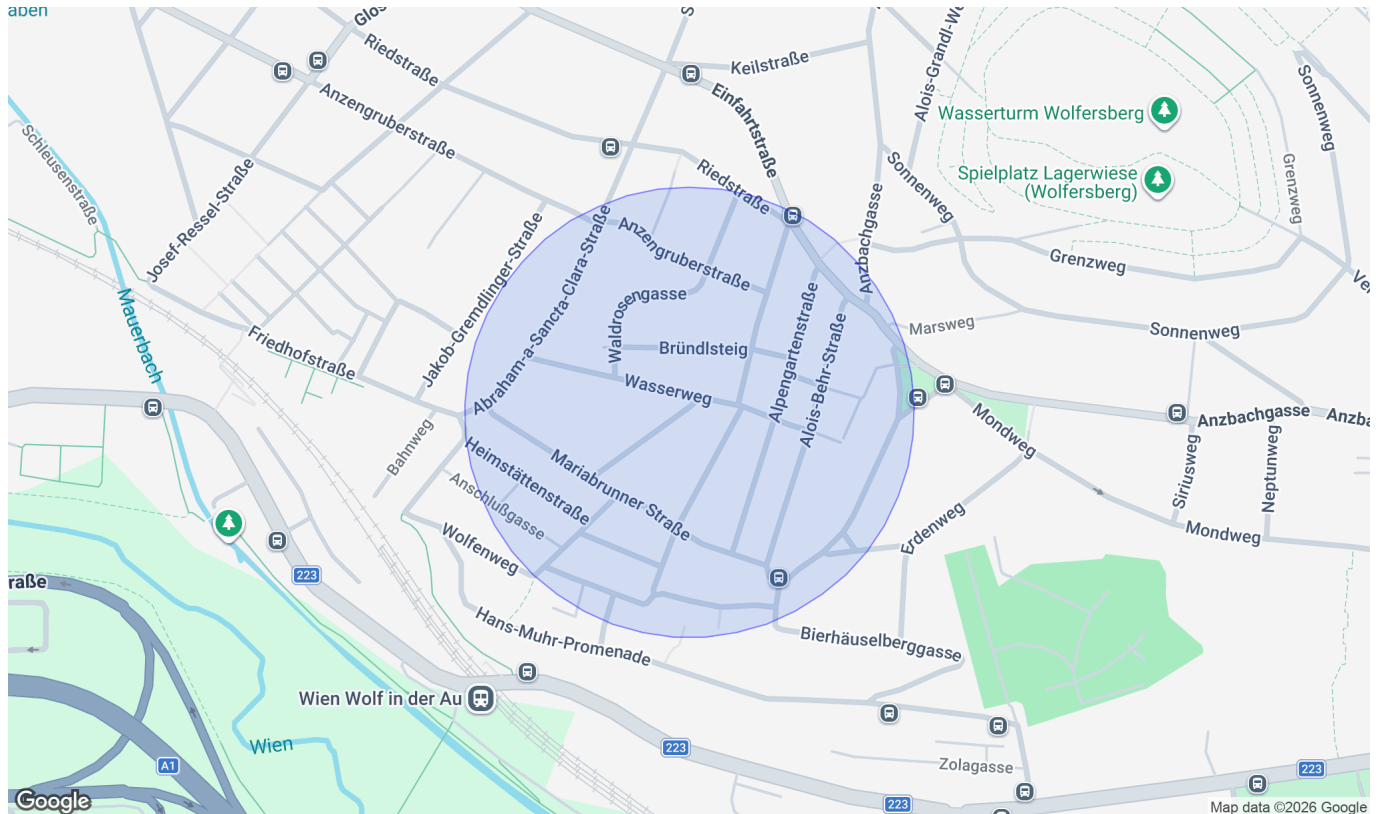 aben
Glos
Riedstraße
Keilstraße
Alois-Grandl-We
Sonnenweg
Einfahrtstraße
Anzengruberstraße
Wasserturm Wolfersberg
Schleusenstraße
Josef-Ressel-Straße
Riedstraße
Sonnenweg
Spielplatz Lagerwiese
(Wolfersberg)
Grenzweg
Anzbachgasse
Jakob-Gremdlinger-Straße
Abraham-a-Sancta-Clara-Straße
Anzengruberstraße
Grenzweg
Ve
Mauerbach
Waldrosengasse
Alpengartenstraße
Alois-Behr-Straße
Marsweg
Sonnenweg
Friedhofstraße
Bründlsteig
Wasserweg
Mondweg
Anzbachgasse
Anzba
Bahnweg
Heimstättenstraße
Mariabrunner Straße
Siriusweg
Neptunweg
Anschlußgasse
Erdenweg
Mondweg
Wolfenweg
223
raße
Hans-Muhr-Promenade
Bierhäuselberggasse
Wien Wolf in der Au
Wien
223
A1
Zolagasse
223
223
Google
Map data ©2026 Google